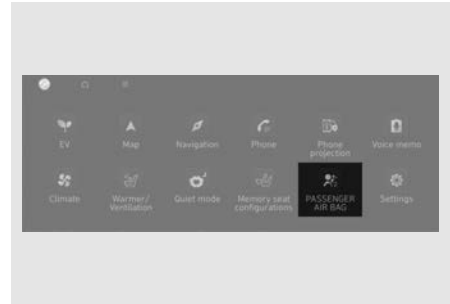 EV
Map
Navigation
Phone
Phone
projection
Voice memo
Climate
Warmer/
Ventilation
Quiet mode
Memory seat
configurations
PASSENGER
AIR BAG
Settings